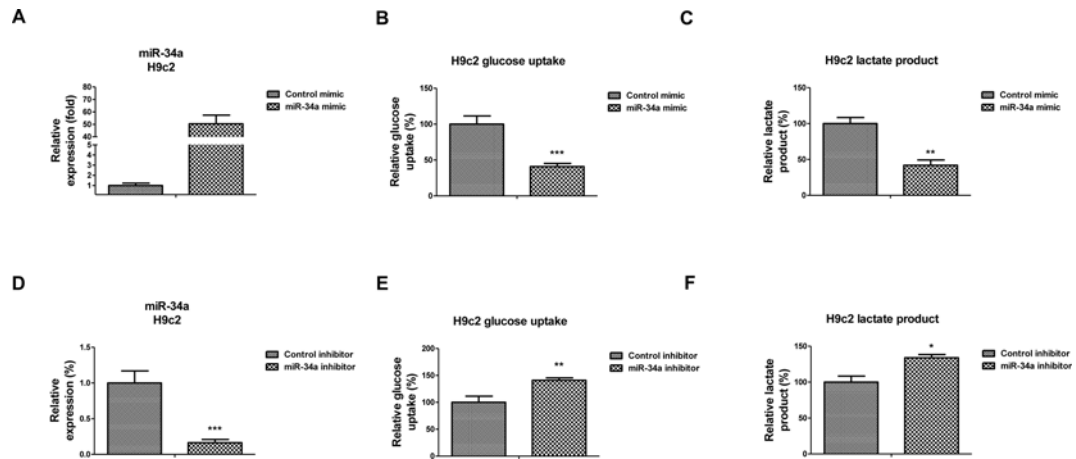 A
miR-34a
H9c2
Relative
expression (fold)
80
70
60
50
40
5
4
3
2
1
Control mimic
miR-34a mimic
B
H9c2 glucose uptake
Relative glucose
uptake (%)
150
100
50
0
***
Control mimic
miR-34a mimic
C
H9c2 lactate product
Relative lactate
product (%)
150
100
50
0
**
Control mimic
miR-34a mimic
D
miR-34a
H9c2
Relative
expression (%)
1.5
1.0
0.5
0.0
***
Control inhibitor
miR-34a inhibitor
E
H9c2 glucose uptake
Relative glucose
uptake (%)
200
150
100
50
0
**
Control inhibitor
miR-34a inhibitor
F
H9c2 lactate product
Relative lactate
product (%)
150
100
50
0
*
Control inhibitor
miR-34a inhibitor